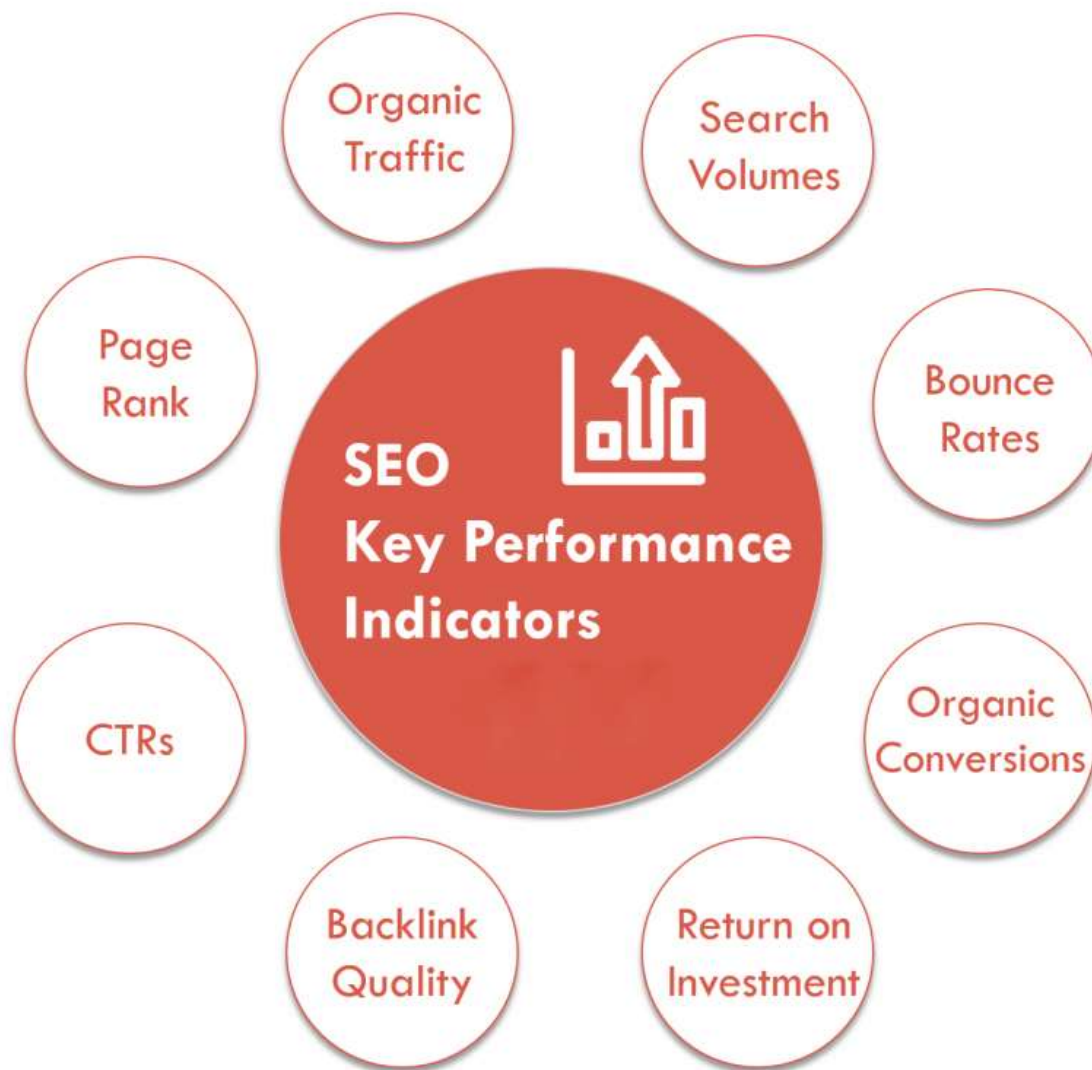 Organic
Traffic
Search
Volumes
Page
Rank
Bounce
Rates
SEO
Key Performance
Indicators
CTRs
Organic
Conversions
Backlink
Quality
Return on
Investment